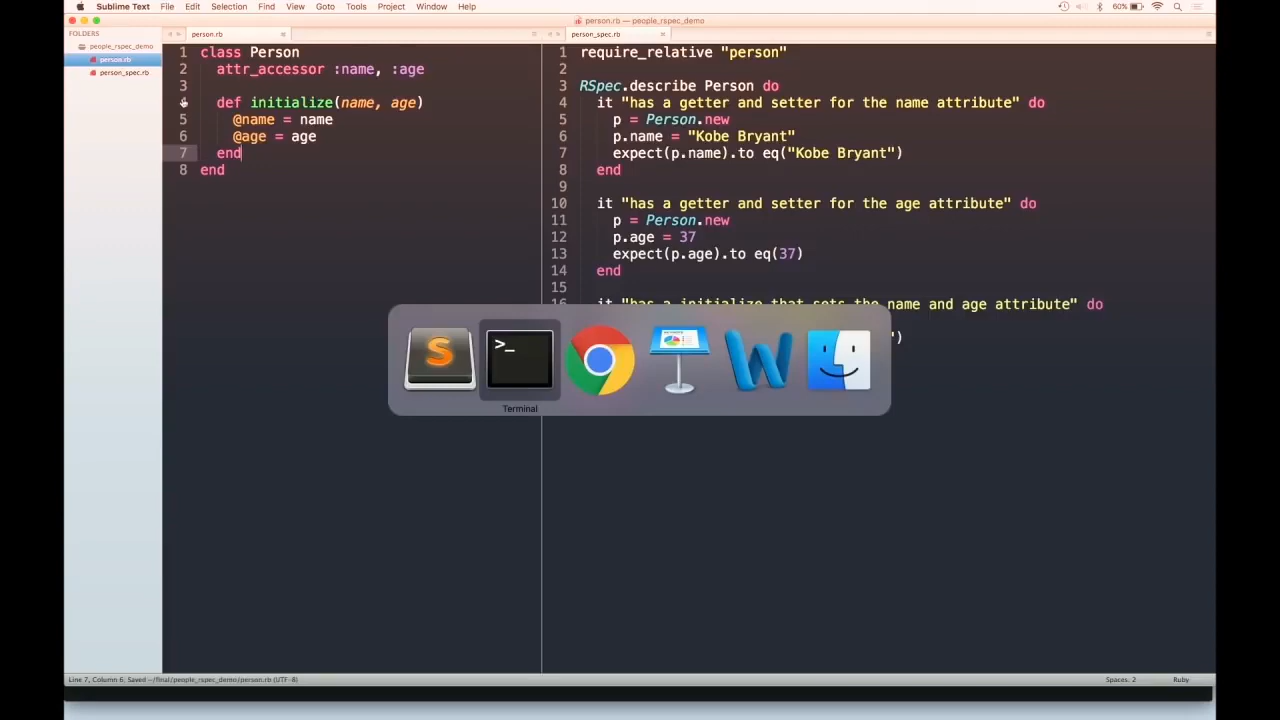 Sublime Text File Edit Selection Find View Goto Tools Project Window Help 60%
person.rb — people_rspec_demo
FOLDERS
people_rspec_demo
person.rb
person_spec.rb
person.rb
1 class Person
2 attr_accessor :name, :age
3
def initialize(name, age)
5 @name = name
6 @age = age
7 end
8 end
person_spec.rb
1 require_relative "person"
2
3 RSpec.describe Person do
4 it "has a getter and setter for the name attribute" do
5 p = Person.new
6 p.name = "Kobe Bryant"
7 expect(p.name).to eq("Kobe Bryant")
8 end
9
10 it "has a getter and setter for the age attribute" do
11 p = Person.new
12 p.age = 37
13 expect(p.age).to eq(37)
14 end
15
16 it "has a initialize that sets the name and age attribute" do
")
>_
S
W
Terminal
Line 7, Column 6; Saved ~/final/people_rspec_demo/person.rb (UTF-8)
Spaces: 2
Ruby